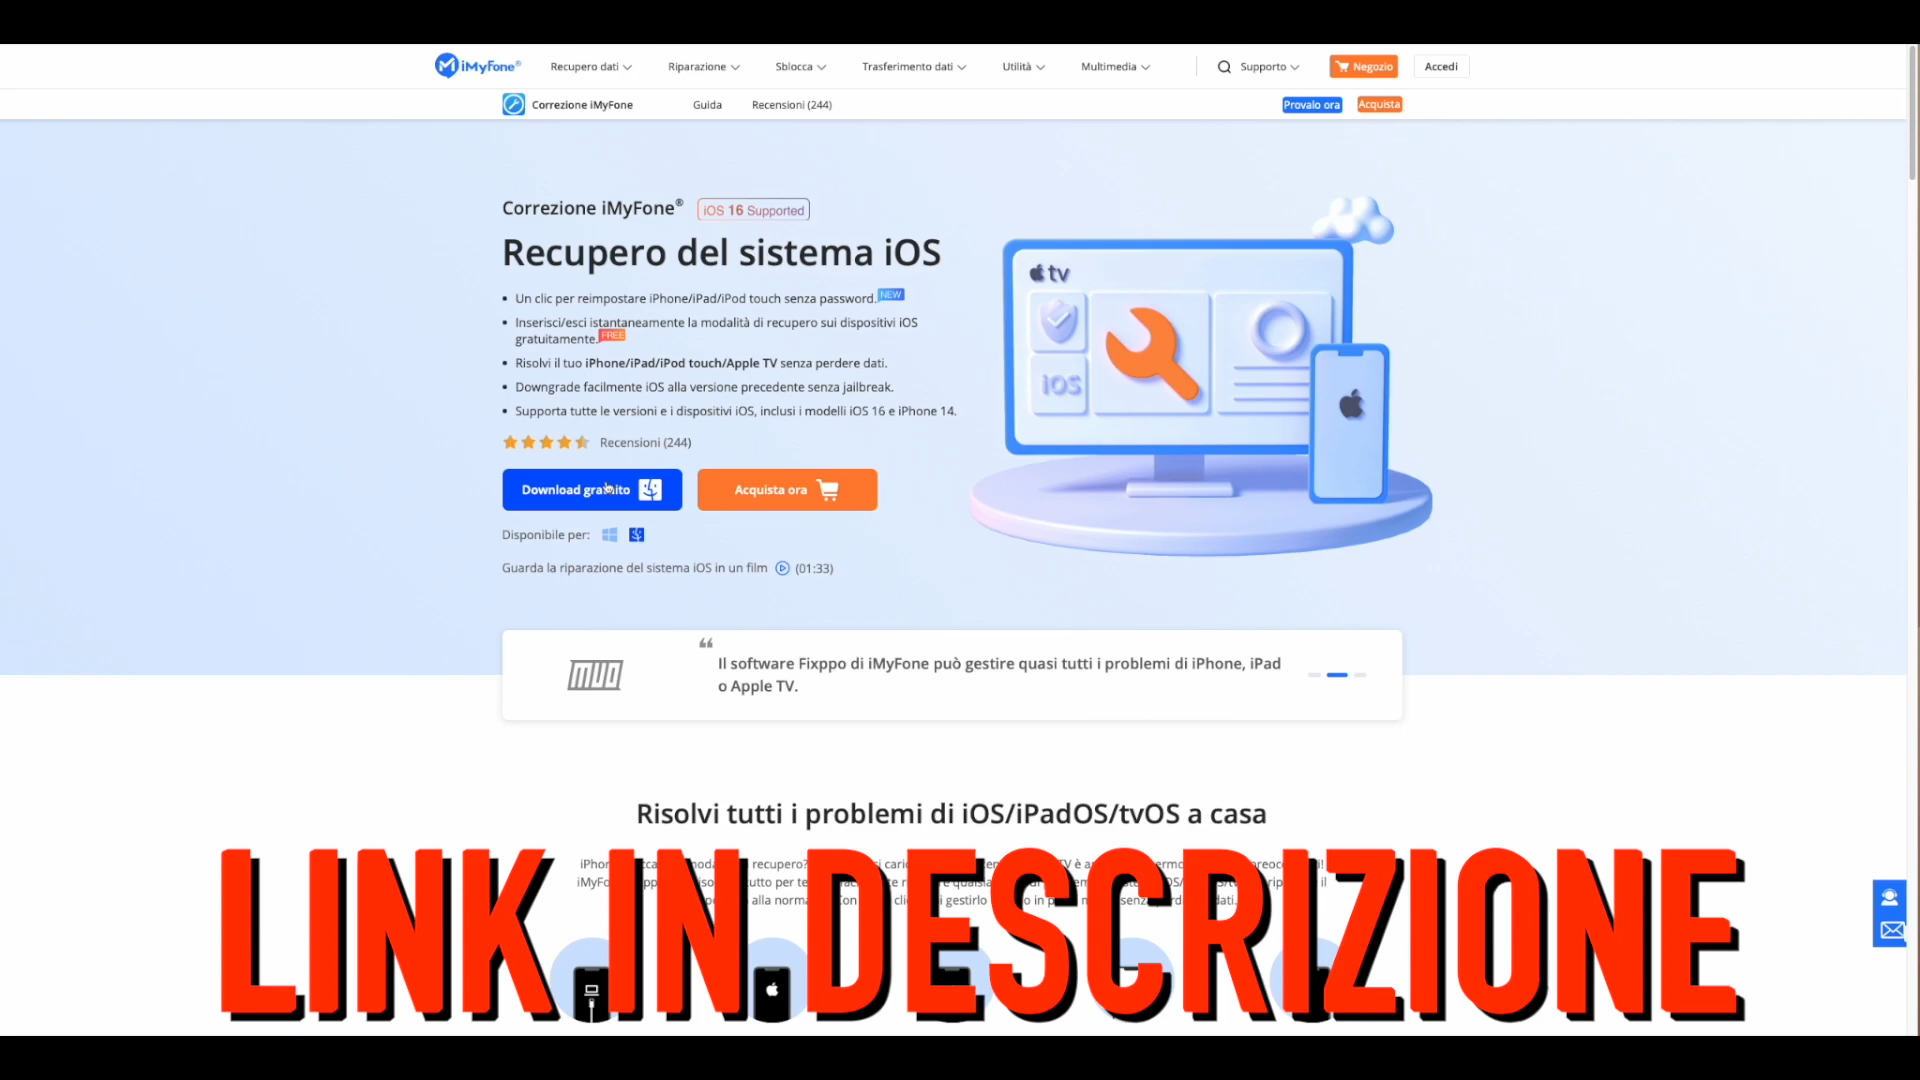 iMyFone®
Recupero dati
Riparazione
Sblocca
Trasferimento dati
Utilità
Multimedia
Supporto
Negozio
Accedi
Correzione iMyFone
Guida
Recensioni (244)
Provalo ora
Acquista
Correzione iMyFone®
iOS 16 Supported
Recupero del sistema iOS
• Un clic per reimpostare iPhone/iPad/iPod touch senza password. NEW
• Inserisci/esci istantaneamente la modalità di recupero sui dispositivi iOS
gratuitamente. FREE
• Risolvi il tuo iPhone/iPad/iPod touch/Apple TV senza perdere dati.
• Downgrade facilmente iOS alla versione precedente senza jailbreak.
• Supporta tutte le versioni e i dispositivi iOS, inclusi i modelli iOS 16 e iPhone 14.
Recensioni (244)
Download gratuito
Acquista ora
Disponibile per:
Guarda la riparazione del sistema iOS in un film
(01:33)
tv
iOS
MUO
“
Il software Fixppo di iMyFone può gestire quasi tutti i problemi di iPhone, iPad
o Apple TV.
Risolvi tutti i problemi di iOS/iPadOS/tvOS a casa
LINK IN DESCRIZIONE